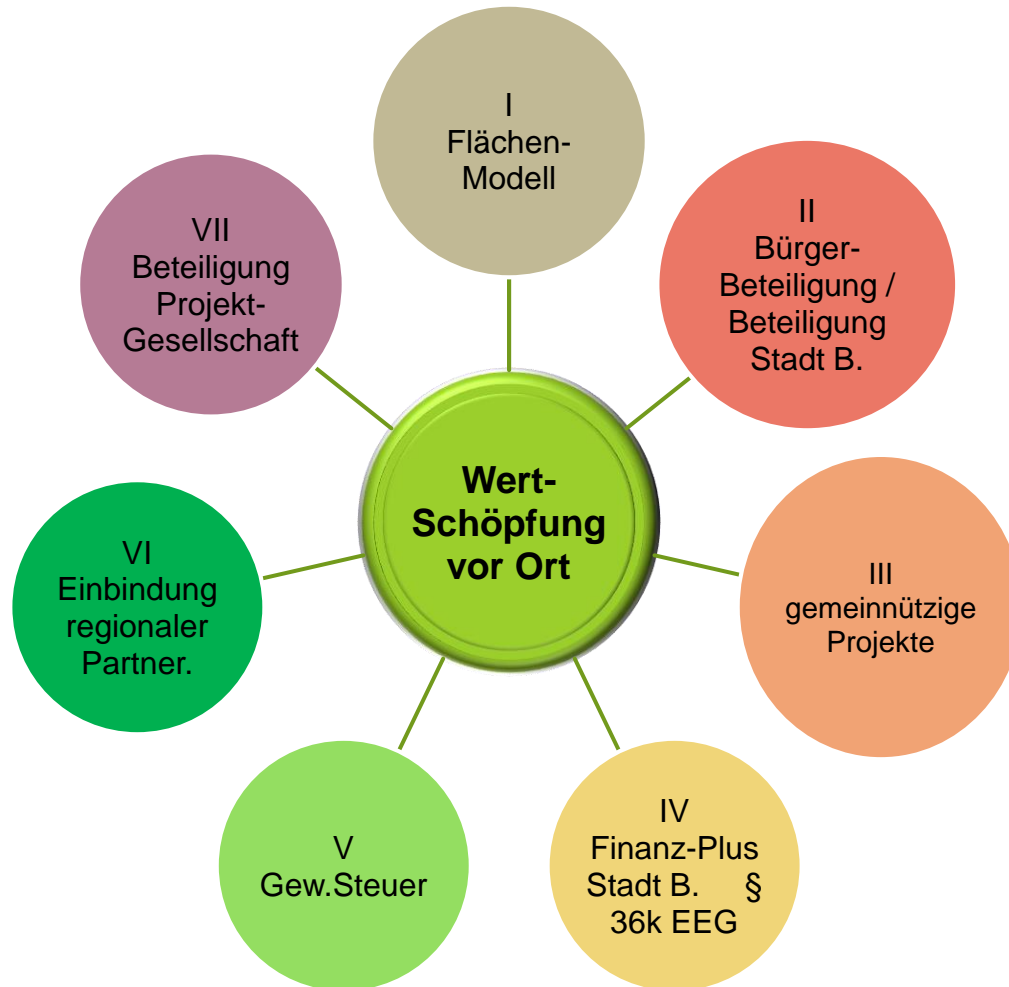 I
Flächen-
Modell
II
Bürger-
Beteiligung /
Beteiligung
Stadt B.
III
gemeinnützige
Projekte
IV
Finanz-Plus
Stadt B. §
36k EEG
V
Gew.Steuer
VI
Einbindung
regionaler
Partner.
VII
Beteiligung
Projekt-
Gesellschaft
Wert-
Schöpfung
vor Ort